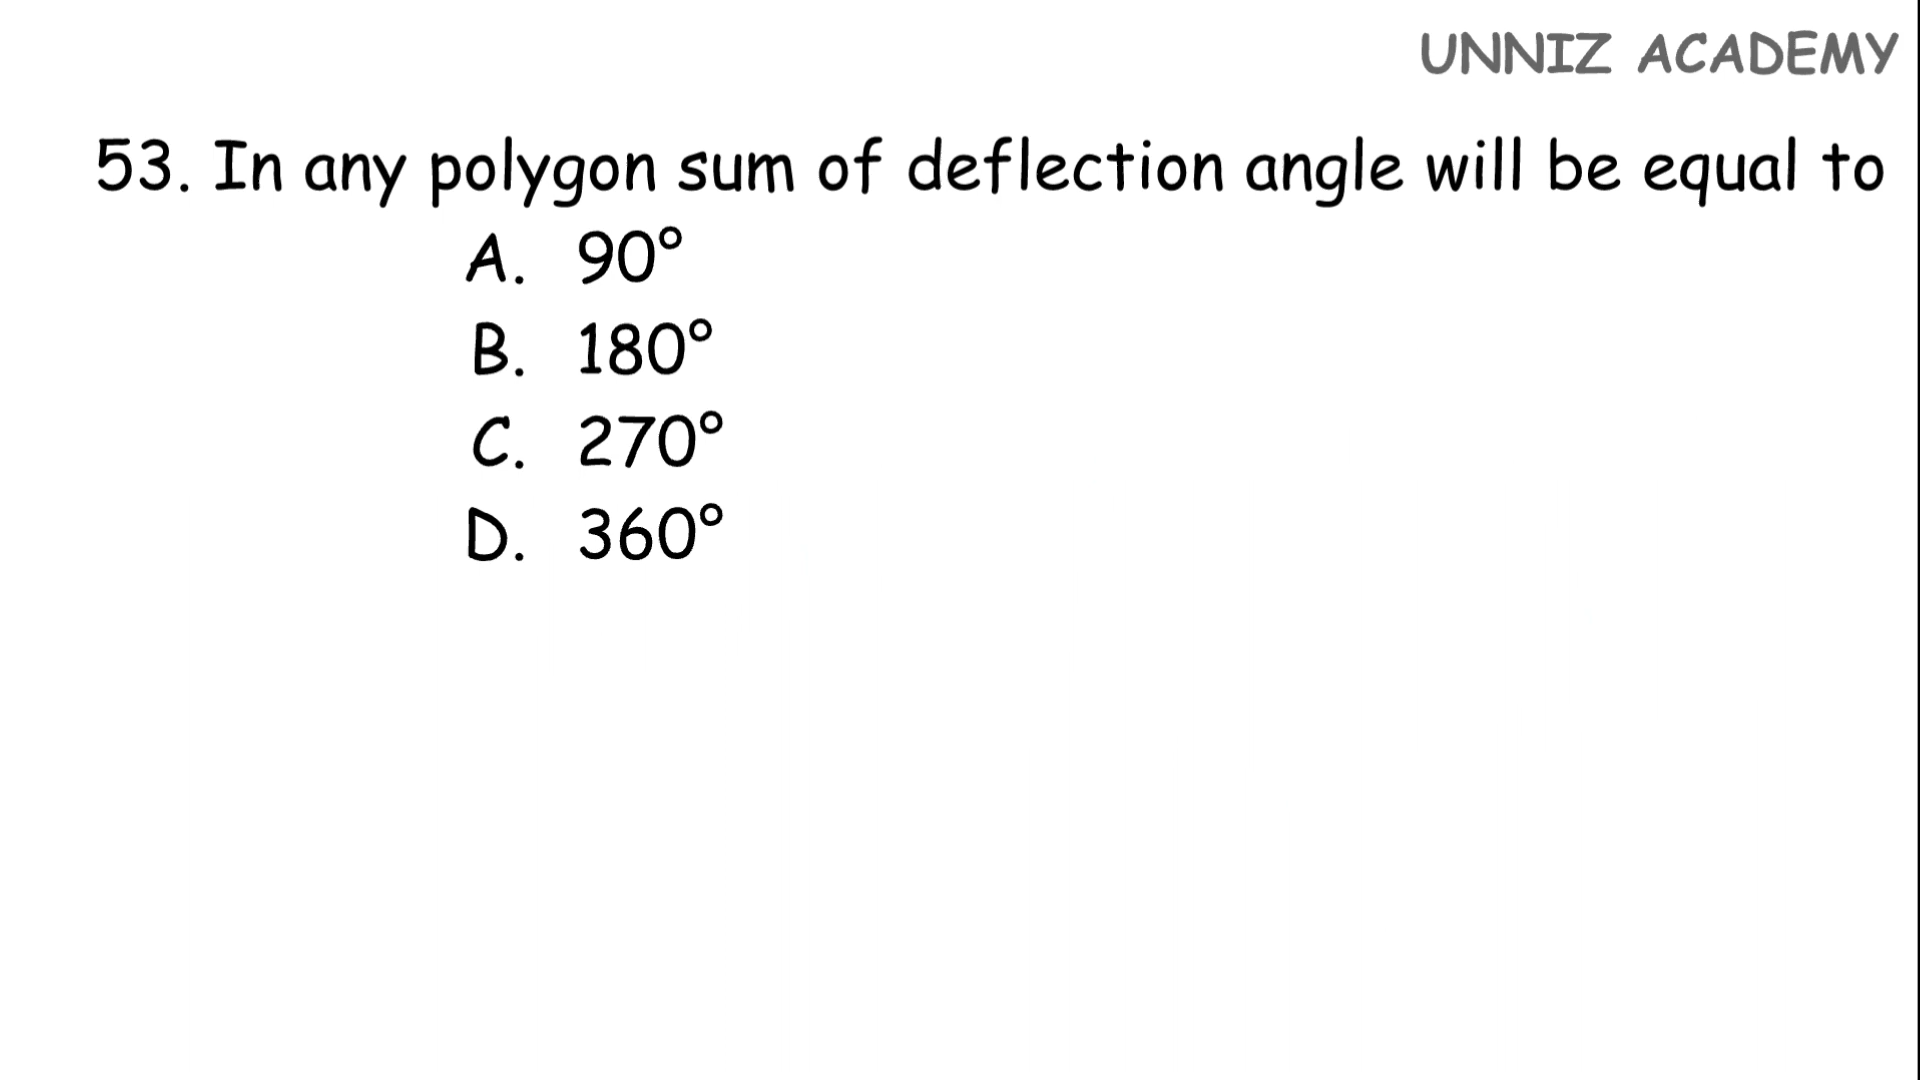 UNNIZ ACADEMY
53. In any polygon sum of deflection angle will be equal to
A. 90°
B. 180°
C. 270°
D. 360°